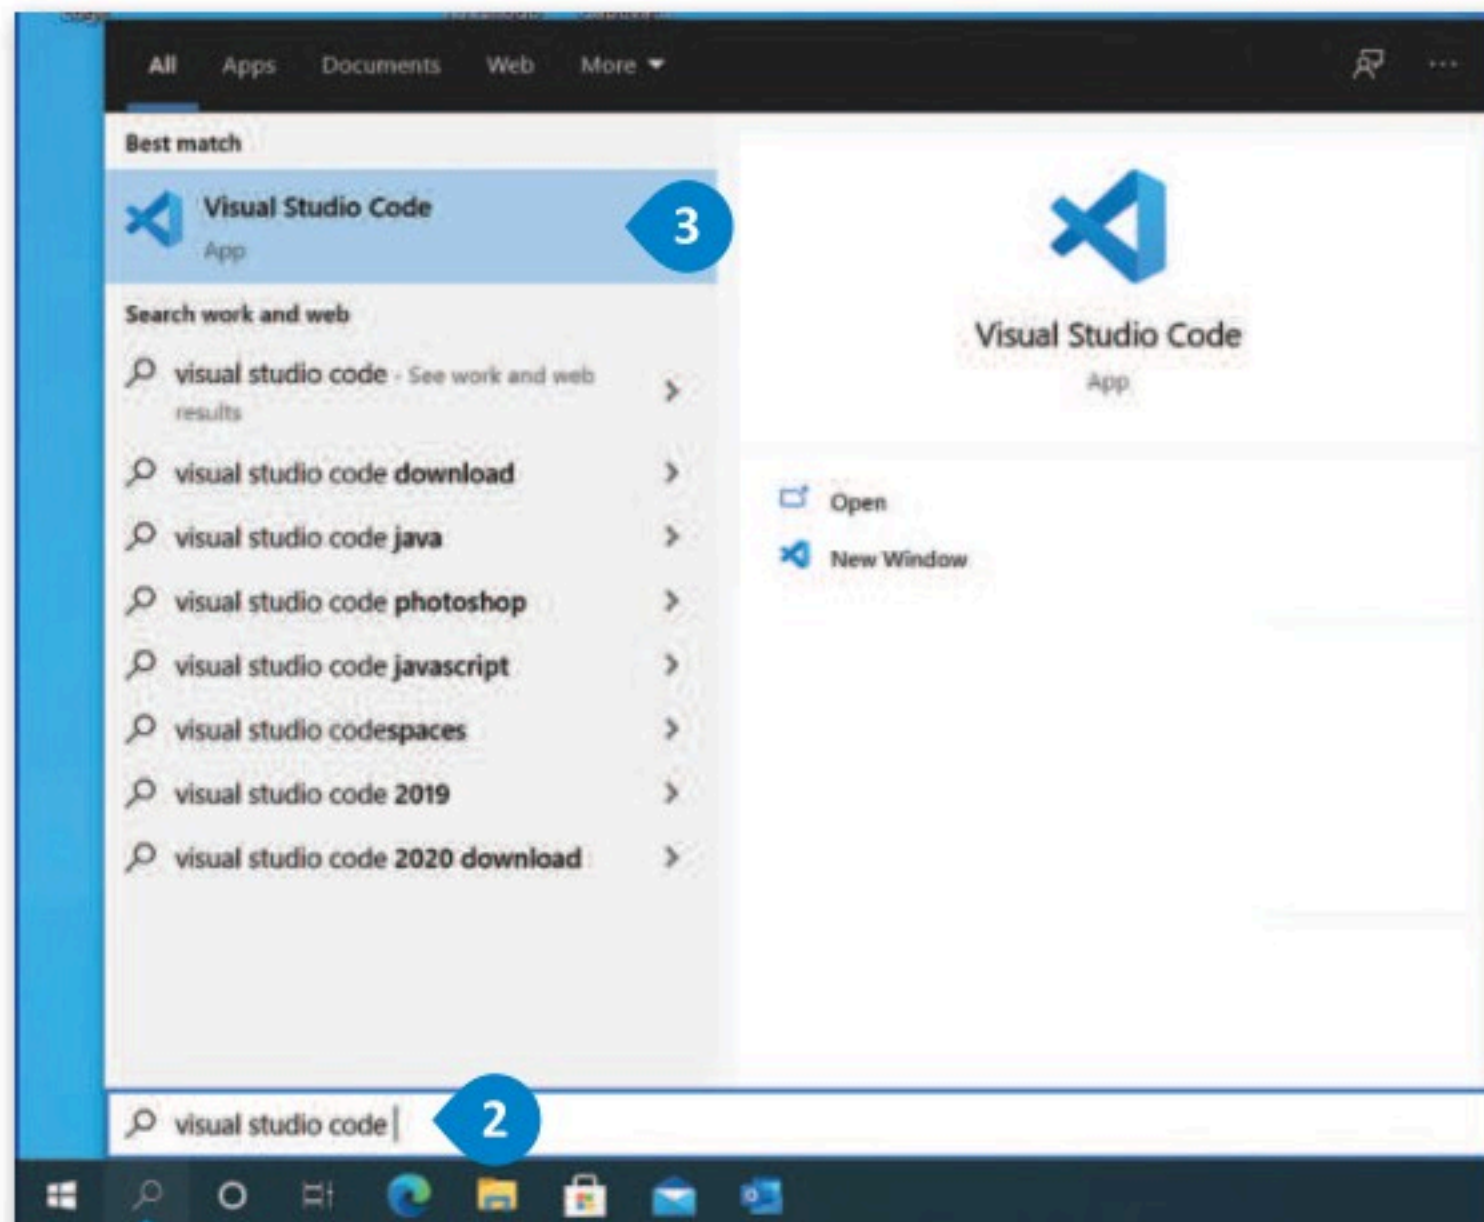 All Apps Documents Web More
Best match
Visual Studio Code
App
3
Search work and web
visual studio code - See work and web
results
visual studio code download
visual studio code java
visual studio code photoshop
visual studio code javascript
visual studio codespaces
visual studio code 2019
visual studio code 2020 download
Visual Studio Code
App
Open
New Window
visual studio code
2